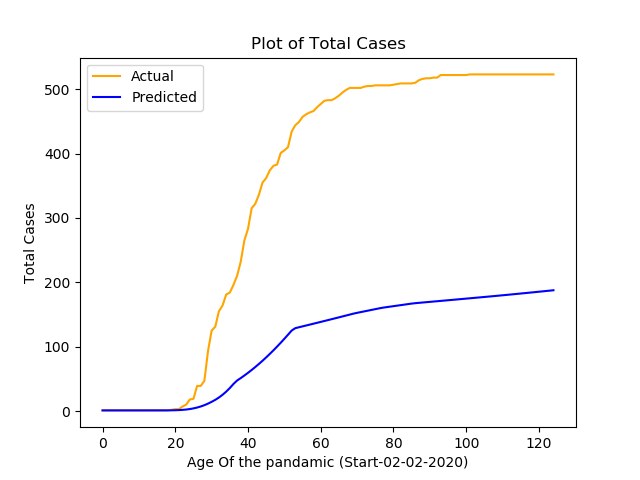 Plot of Total Cases
Actual
Predicted
500
400
300
200
100
0
Total Cases
0 20 40 60 80 100 120
Age Of the pandamic (Start-02-02-2020)